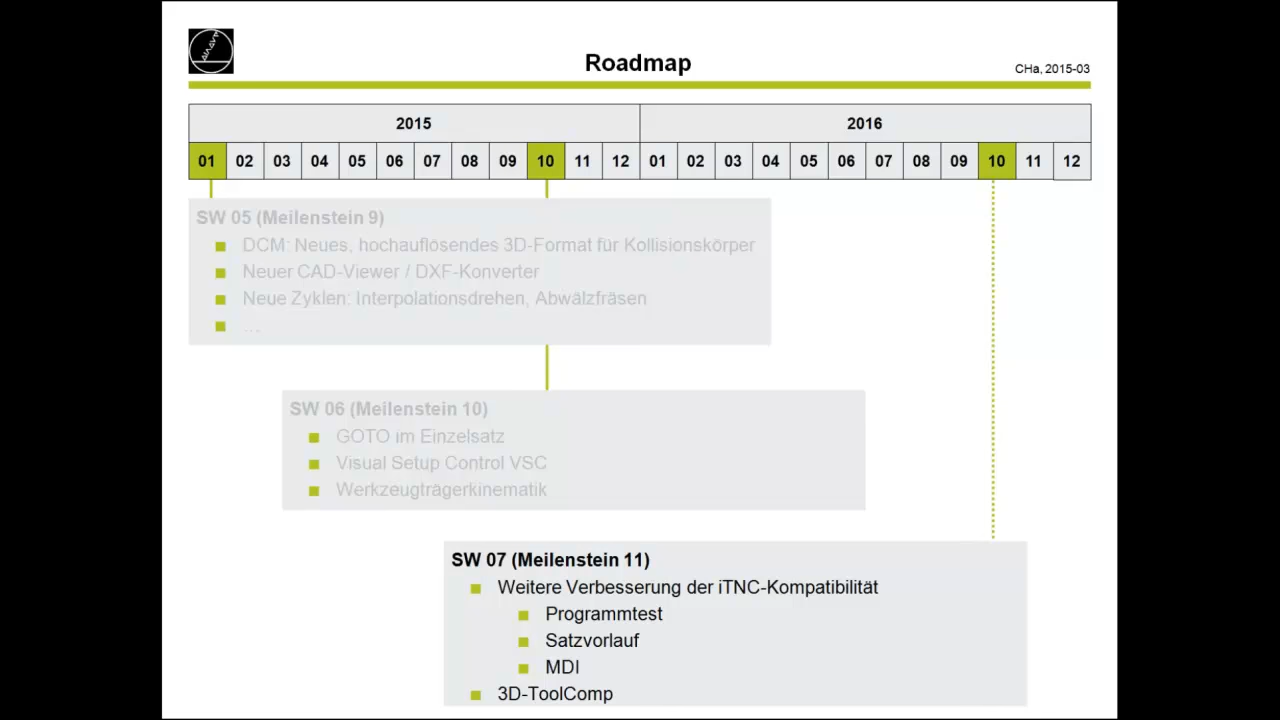 Roadmap
CHa, 2015-03
2015 2016
01 02 03 04 05 06 07 08 09 10 11 12 01 02 03 04 05 06 07 08 09 10 11 12
SW 05 (Meilenstein 9)
DCM: Neues, hochauflösendes 3D-Format für Kollisionskörper
Neuer CAD-Viewer / DXF-Konverter
Neue Zyklen: Interpolationsdrehen, Abwälzfräsen
…
SW 06 (Meilenstein 10)
GOTO im Einzelsatz
Visual Setup Control VSC
Werkzeugträgerkinematik
SW 07 (Meilenstein 11)
Weitere Verbesserung der iTNC-Kompatibilität
Programmtest
Satzvorlauf
MDI
3D-ToolComp